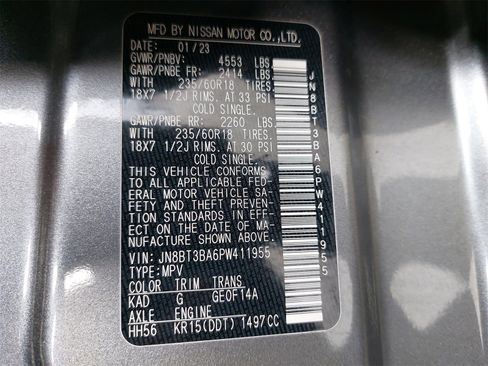 MFD BY NISSAN MOTOR CO.,LTD.
DATE: 01/23
GVWR/PNBV: 4553 LBS.
GAWR/PNBE FR: 2414 LBS.
WITH 235/60R18 TIRES.
18X7 1/2J RIMS. AT 33 PSI
COLD SINGLE.
GAWR/PNBE RR: 2260 LBS.
WITH 235/60R18 TIRES.
18X7 1/2J RIMS. AT 30 PSI
COLD SINGLE.
THIS VEHICLE CONFORMS
TO ALL APPLICABLE FED-
ERAL MOTOR VEHICLE SA-
FETY AND THEFT PREVEN-
TION STANDARDS IN EFF-
ECT ON THE DATE OF MA-
NUFACTURE SHOWN ABOVE.
VIN: JN8BT3BA6PW411955
TYPE:MPV
COLOR TRIM TRANS
KAD G GE0F14A
AXLE ENGINE
HH56 KR15(DDT) 1497CC
JN8BT3BA6PW411955